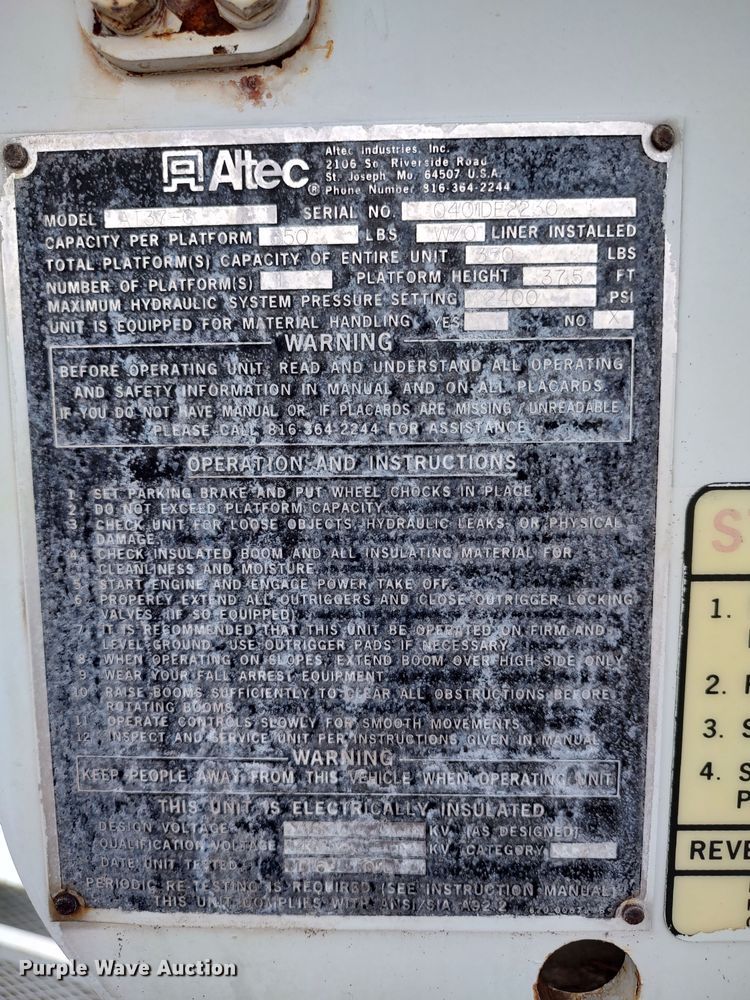 Altec
Altec Industries, Inc.
2106 So. Riverside Road
St. Joseph Mo. 64507 U.S.A.
® Phone Number 816-364-2244
MODEL SERIAL NO. 0401DF2230
CAPACITY PER PLATFORM 350 LBS W/O LINER INSTALLED
TOTAL PLATFORM(S) CAPACITY OF ENTIRE UNIT 350 LBS
NUMBER OF PLATFORM(S) 1 PLATFORM HEIGHT 37.5 FT
MAXIMUM HYDRAULIC SYSTEM PRESSURE SETTING 2400 PSI
UNIT IS EQUIPPED FOR MATERIAL HANDLING YES NO X
WARNING
BEFORE OPERATING UNIT, READ AND UNDERSTAND ALL OPERATING
AND SAFETY INFORMATION IN MANUAL AND ON ALL PLACARDS.
IF YOU DO NOT HAVE MANUAL OR IF PLACARDS ARE MISSING/UNREADABLE
PLEASE CALL 816-364-2244 FOR ASSISTANCE
OPERATION AND INSTRUCTIONS
1. SET PARKING BRAKE AND PUT WHEEL CHOCKS IN PLACE
2. DO NOT EXCEED PLATFORM CAPACITY
3. CHECK UNIT FOR LOOSE OBJECTS, HYDRAULIC LEAKS, OR PHYSICAL
DAMAGE.
4. CHECK INSULATED BOOM AND ALL INSULATING MATERIAL FOR
CLEANLINESS AND MOISTURE.
5. START ENGINE AND ENGAGE POWER TAKE OFF.
6. PROPERLY EXTEND ALL OUTRIGGERS AND CLOSE OUTRIGGER LOCKING
VALVES. (IF SO EQUIPPED)
7. IT IS RECOMMENDED THAT THIS UNIT BE OPERATED ON FIRM AND
LEVEL GROUND. USE OUTRIGGER PADS IF NECESSARY.
8. WHEN OPERATING ON SLOPES, EXTEND BOOM OVER HIGH SIDE ONLY
9. WEAR YOUR FALL ARREST EQUIPMENT
10. RAISE BOOMS SUFFICIENTLY TO CLEAR ALL OBSTRUCTIONS BEFORE
ROTATING BOOMS.
11. OPERATE CONTROLS SLOWLY FOR SMOOTH MOVEMENTS
12. INSPECT AND SERVICE UNIT PER INSTRUCTIONS GIVEN IN MANUAL
WARNING
KEEP PEOPLE AWAY FROM THIS VEHICLE WHEN OPERATING UNIT
THIS UNIT IS ELECTRICALLY INSULATED
DESIGN VOLTAGE KV (AS DESIGNED)
QUALIFICATION VOLTAGE KV CATEGORY
DATE UNIT TESTED
PERIODIC RE-TESTING IS REQUIRED (SEE INSTRUCTION MANUAL)
THIS UNIT COMPLIES WITH ANSI/SIA A92.2
S
1.
2.
3. S
4. S
P
REVE
Purple Wave Auction